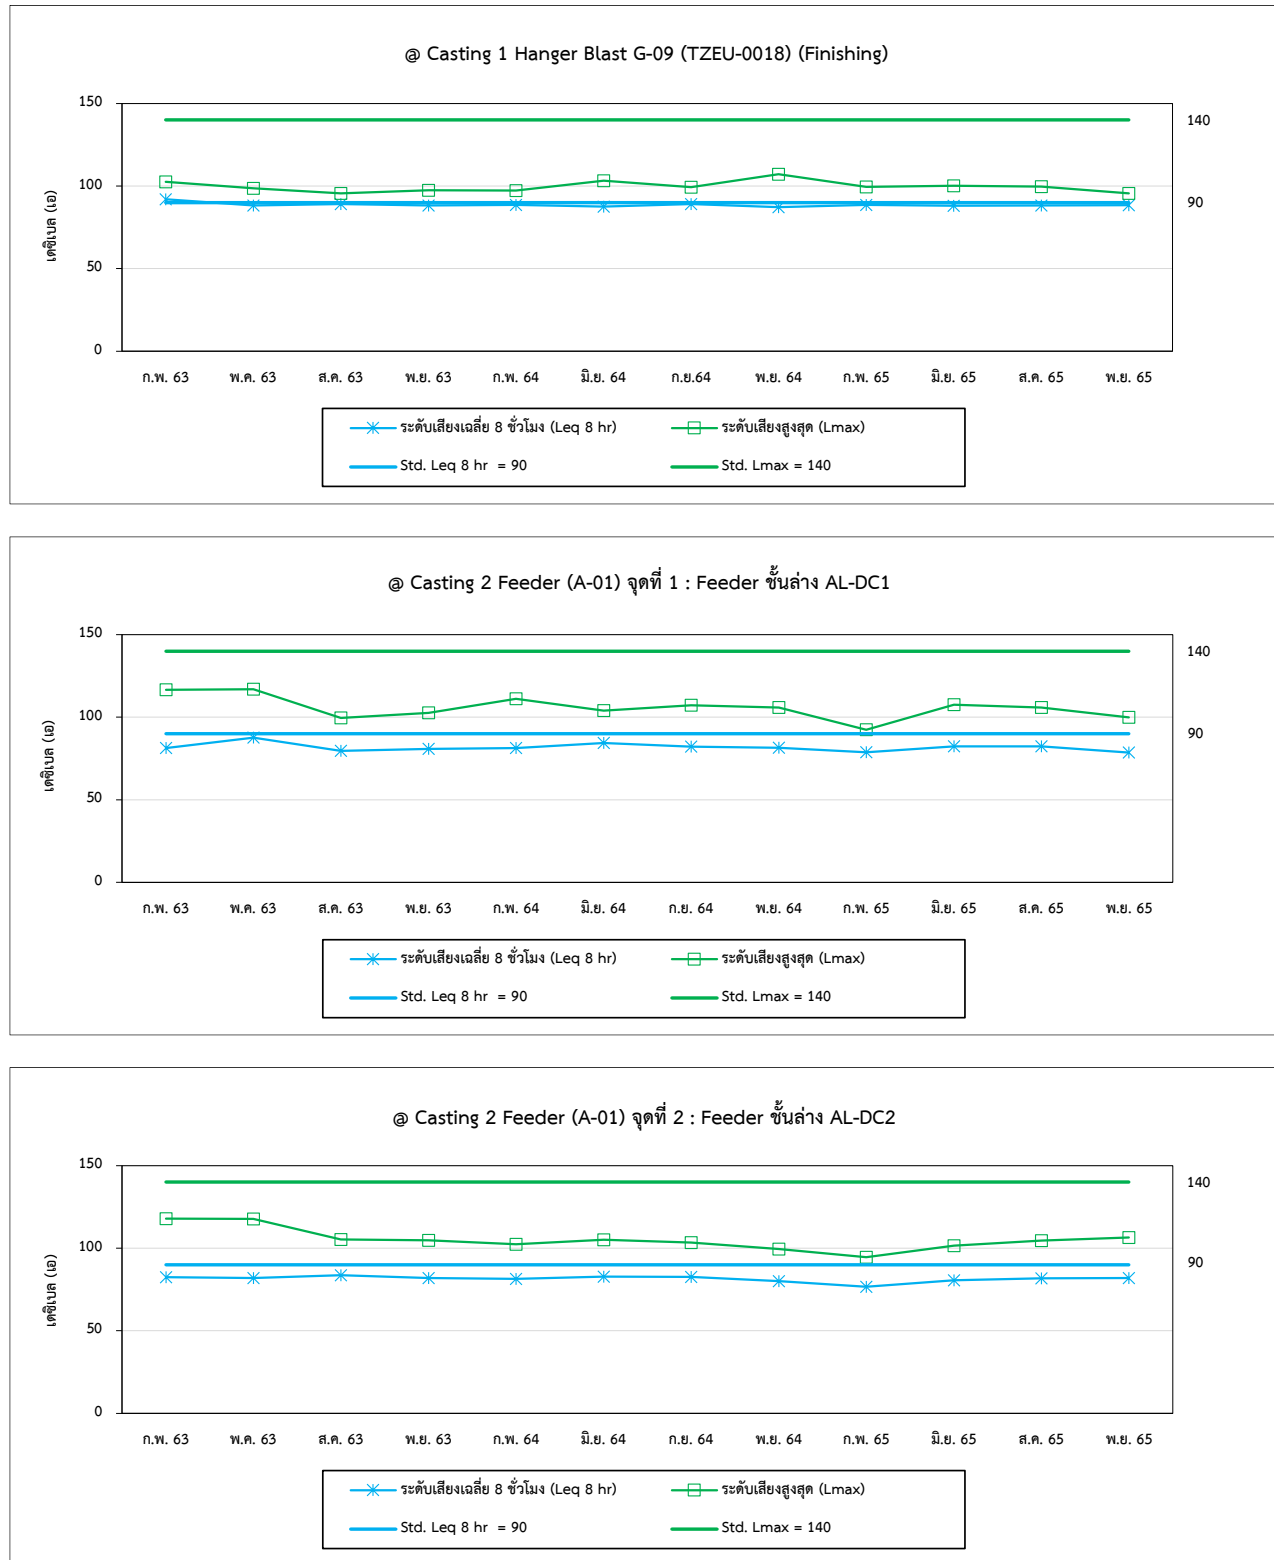 @ Casting 1 Hanger Blast G-09 (TZEU-0018) (Finishing)
150
140
100
90
เดซิเบล (เอ)
50
0
ก.พ. 63 พ.ค. 63 ส.ค. 63 พ.ย. 63 ก.พ. 64 มิ.ย. 64 ก.ย.64 พ.ย. 64 ก.พ. 65 มิ.ย. 65 ส.ค. 65 พ.ย. 65
ระดับเสียงเฉลี่ย 8 ชั่วโมง (Leq 8 hr) ระดับเสียงสูงสุด (Lmax)
Std. Leq 8 hr = 90 Std. Lmax = 140
@ Casting 2 Feeder (A-01) จุดที่ 1 : Feeder ชั้นล่าง AL-DC1
150
140
100
90
เดซิเบล (เอ)
50
0
ก.พ. 63 พ.ค. 63 ส.ค. 63 พ.ย. 63 ก.พ. 64 มิ.ย. 64 ก.ย. 64 พ.ย. 64 ก.พ. 65 มิ.ย. 65 ส.ค. 65 พ.ย. 65
ระดับเสียงเฉลี่ย 8 ชั่วโมง (Leq 8 hr) ระดับเสียงสูงสุด (Lmax)
Std. Leq 8 hr = 90 Std. Lmax = 140
@ Casting 2 Feeder (A-01) จุดที่ 2 : Feeder ชั้นล่าง AL-DC2
150
140
100
90
เดซิเบล (เอ)
50
0
ก.พ. 63 พ.ค. 63 ส.ค. 63 พ.ย. 63 ก.พ. 64 มิ.ย. 64 ก.ย. 64 พ.ย. 64 ก.พ. 65 มิ.ย. 65 ส.ค. 65 พ.ย. 65
ระดับเสียงเฉลี่ย 8 ชั่วโมง (Leq 8 hr) ระดับเสียงสูงสุด (Lmax)
Std. Leq 8 hr = 90 Std. Lmax = 140